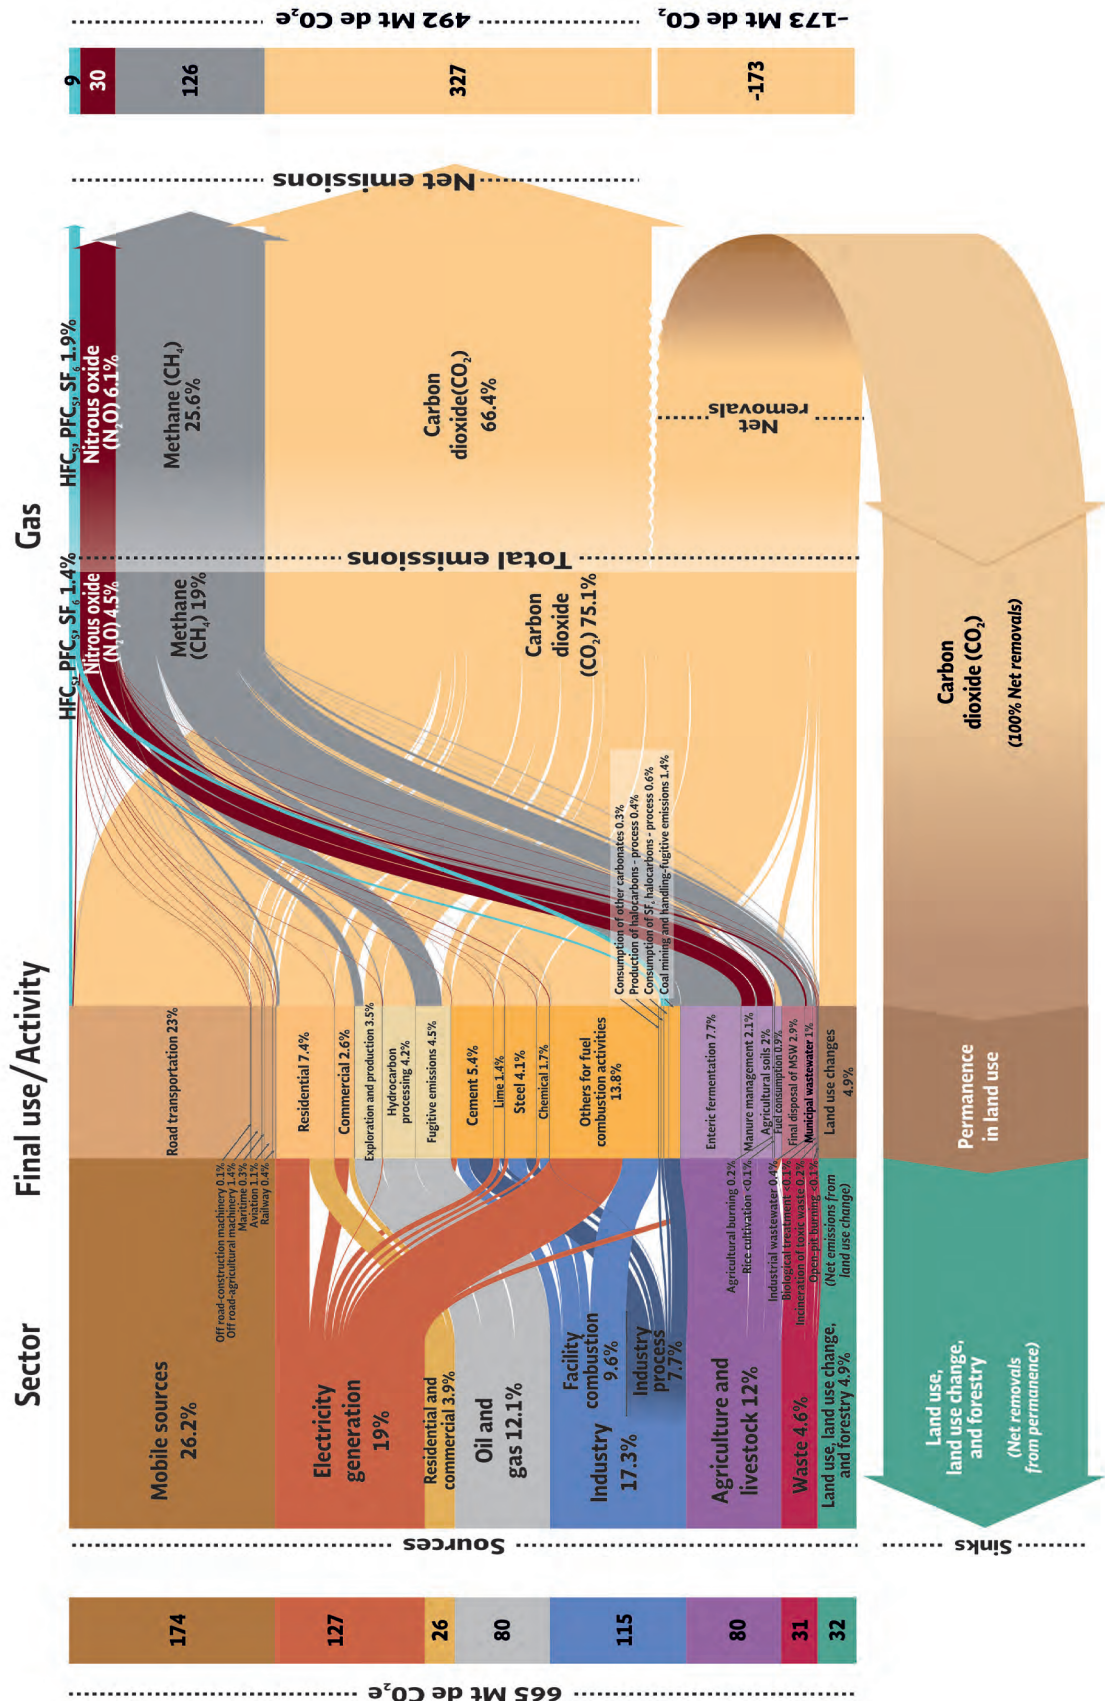 Sector
Final use/Activity
Gas
665 Mt de CO₂e
174
127
26
80
115
80
31
32
Sources
Sinks
Mobile sources
26.2%
Electricity
generation
19%
Residential and
commercial 3.9%
Oil and
gas 12.1%
Industry
17.3%
Facility
combustion
9.6%
Industry
process
7.7%
Agriculture and
livestock 12%
Waste 4.6%
Land use, land use change,
and forestry 4.9%
Land use,
land use change,
and forestry
(Net removals
from permanence)
Road transportation 23%
Off road-construction machinery 0.1%
Off road-agricultural machinery 1.4%
Maritime 0.3%
Aviation 1.1%
Railway 0.4%
Residential 7.4%
Commercial 2.6%
Exploration and production 3.5%
Hydrocarbon
processing 4.2%
Fugitive emissions 4.5%
Cement 5.4%
Lime 1.4%
Steel 4.1%
Chemical 1.7%
Others for fuel
combustion activities
13.8%
Consumption of other carbonates 0.3%
Production of halocarbons - process 0.4%
Consumption of SF₆ halocarbons - process 0.6%
Coal mining and handling-fugitive emissions 1.4%
Enteric fermentation 7.7%
Manure management 2.1%
Agricultural soils 2%
Fuel consumption 0.9%
Agricultural burning 0.2%
Rice cultivation <0.1%
Final disposal of MSW 2.9%
Municipal wastewater 1%
Industrial wastewater 0.4%
Biological treatment <0.1%
Incineration of toxic waste 0.2%
Open-pit burning <0.1%
Land use changes
4.9%
(Net emissions from
land use change)
Permanence
in land use
HFCs, PFCs, SF₆ 1.4%
Nitrous oxide
(N₂O) 4.5%
Methane
(CH₄) 19%
Carbon
dioxide
(CO₂) 75.1%
Total emissions
HFCs, PFCs, SF₆ 1.9%
Nitrous oxide
(N₂O) 6.1%
Methane (CH₄)
25.6%
Carbon
dioxide(CO₂)
66.4%
Net
removals
Carbon
dioxide (CO₂)
(100% Net removals)
Net emissions
9
30
126
327
-173
492 Mt de CO₂e
-173 Mt de CO₂